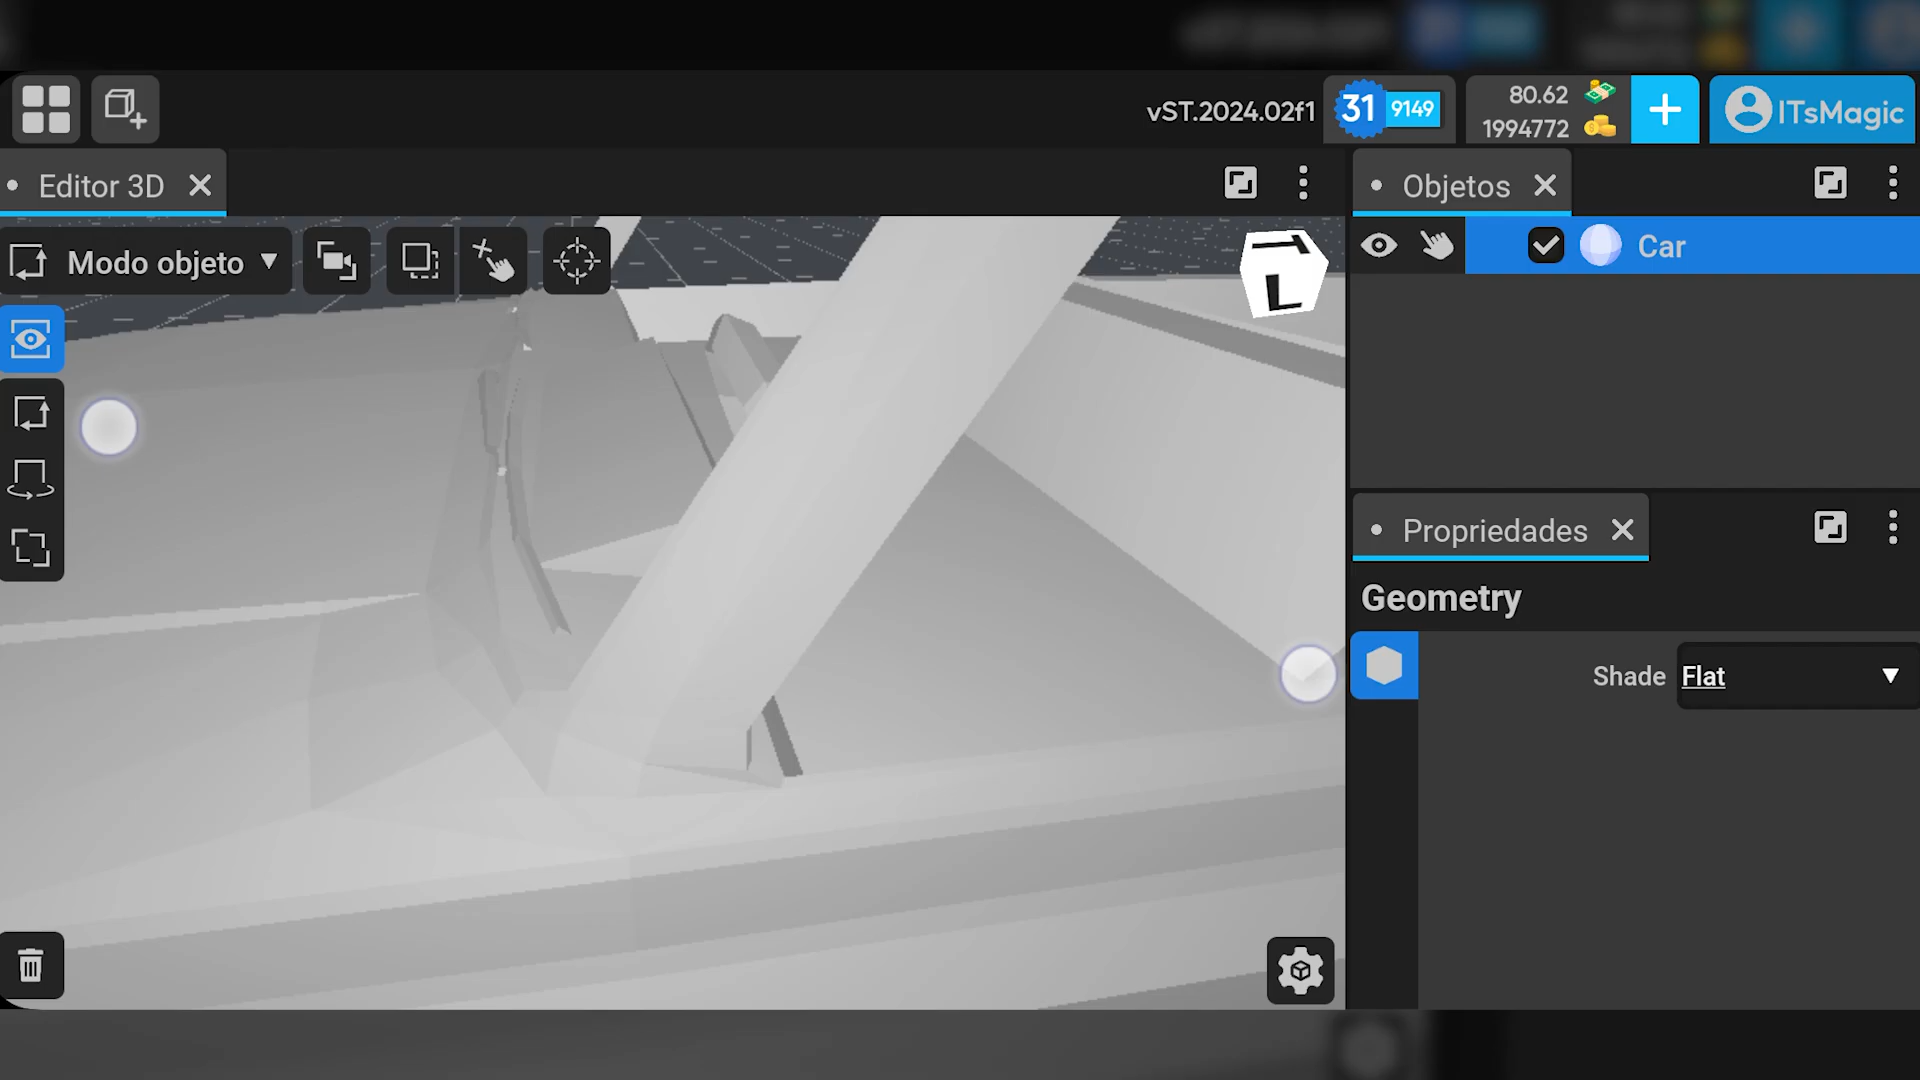 vST.2024.02f1
31
9149
80.62
1994772
ITsMagic
Editor 3D
Objetos
Modo objeto
L
Car
Propriedades
Geometry
Shade
Flat